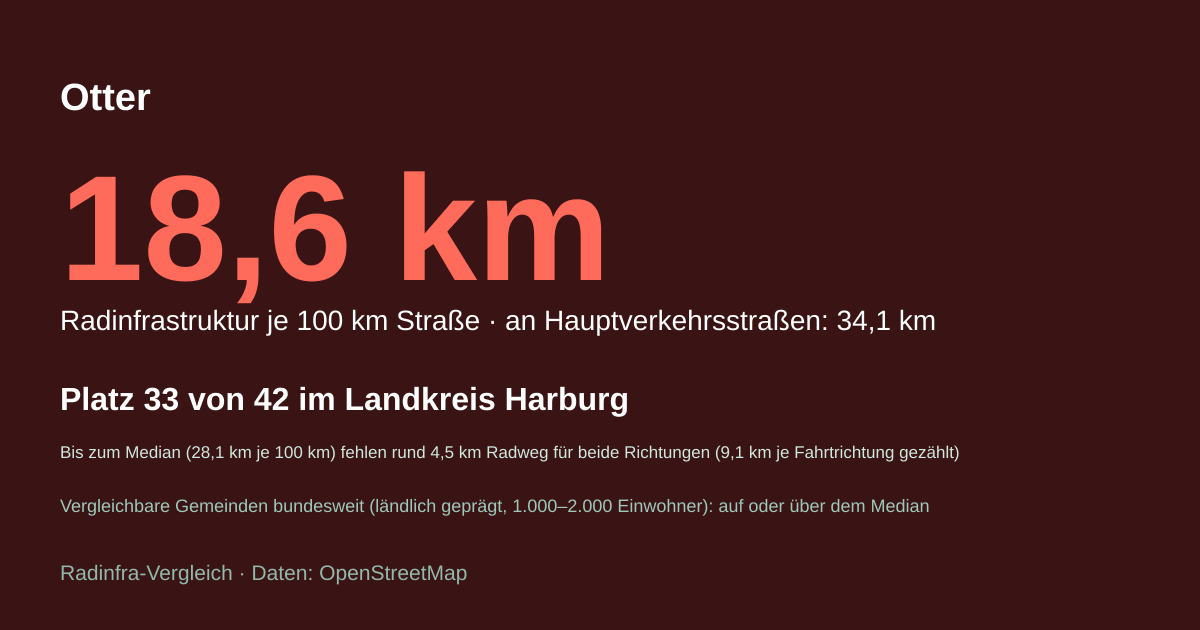 Otter
18,6 km
Radinfrastruktur je 100 km Straße · an Hauptverkehrsstraßen: 34,1 km
Platz 33 von 42 im Landkreis Harburg
Bis zum Median (28,1 km je 100 km) fehlen rund 4,5 km Radweg für beide Richtungen (9,1 km je Fahrtrichtung gezählt)
Vergleichbare Gemeinden bundesweit (ländlich geprägt, 1.000–2.000 Einwohner): auf oder über dem Median
Radinfra-Vergleich · Daten: OpenStreetMap